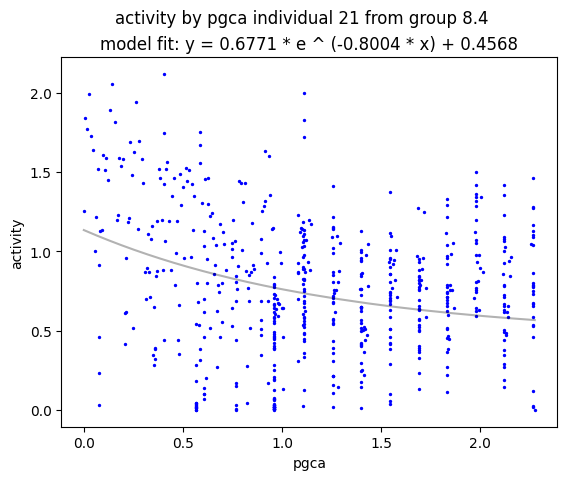 activity by pgca individual 21 from group 8.4
model fit: y = 0.6771 * e ^ (-0.8004 * x) + 0.4568
activity
2.0
1.5
1.0
0.5
0.0
0.0 0.5 1.0 1.5 2.0
pgca